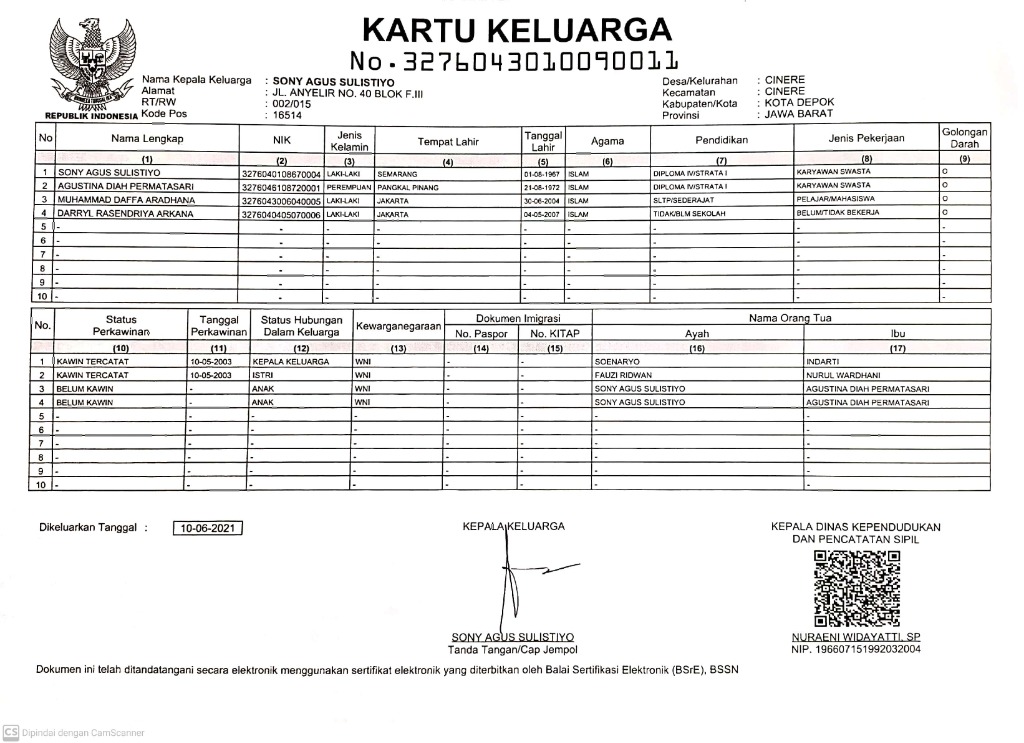 KARTU KELUARGA
No.3276043010090011
REPUBLIK INDONESIA
Nama Kepala Keluarga : SONY AGUS SULISTIYO
Alamat : JL. ANYELIR NO. 40 BLOK F.III
RT/RW : 002/015
Kode Pos : 16514
Desa/Kelurahan : CINERE
Kecamatan : CINERE
Kabupaten/Kota : KOTA DEPOK
Provinsi : JAWA BARAT
No Nama Lengkap NIK Jenis Kelamin Tempat Lahir Tanggal Lahir Agama Pendidikan Jenis Pekerjaan Golongan Darah
(1) (2) (3) (4) (5) (6) (7) (8) (9)
1 SONY AGUS SULISTIYO 3276040108670004 LAKI-LAKI SEMARANG 01-08-1967 ISLAM DIPLOMA IV/STRATA I KARYAWAN SWASTA O
2 AGUSTINA DIAH PERMATASARI 3276046108720001 PEREMPUAN PANGKAL PINANG 21-08-1972 ISLAM DIPLOMA IV/STRATA I KARYAWAN SWASTA O
3 MUHAMMAD DAFFA ARADHANA 3276043006040005 LAKI-LAKI JAKARTA 30-06-2004 ISLAM SLTP/SEDERAJAT PELAJAR/MAHASISWA O
4 DARRYL RASENDRIYA ARKANA 3276040405070006 LAKI-LAKI JAKARTA 04-05-2007 ISLAM TIDAK/BLM SEKOLAH BELUM/TIDAK BEKERJA O
5 - - - - - - - - -
6 - - - - - - - - -
7 - - - - - - - - -
8 - - - - - - - - -
9 - - - - - - - - -
10 - - - - - - - - -
No. Status Perkawinan Tanggal Perkawinan Status Hubungan Dalam Keluarga Kewarganegaraan Dokumen Imigrasi Nama Orang Tua
No. Paspor No. KITAP Ayah Ibu
(10) (11) (12) (13) (14) (15) (16) (17)
1 KAWIN TERCATAT 10-05-2003 KEPALA KELUARGA WNI - - SOENARYO INDARTI
2 KAWIN TERCATAT 10-05-2003 ISTRI WNI - - FAUZI RIDWAN NURUL WARDHANI
3 BELUM KAWIN - ANAK WNI - - SONY AGUS SULISTIYO AGUSTINA DIAH PERMATASARI
4 BELUM KAWIN - ANAK WNI - - SONY AGUS SULISTIYO AGUSTINA DIAH PERMATASARI
5 - - - - - - - -
6 - - - - - - - -
7 - - - - - - - -
8 - - - - - - - -
9 - - - - - - - -
10 - - - - - - - -
Dikeluarkan Tanggal : 10-06-2021
KEPALA KELUARGA
SONY AGUS SULISTIYO
Tanda Tangan/Cap Jempol
KEPALA DINAS KEPENDUDUKAN
DAN PENCATATAN SIPIL
NURAENI WIDAYATTI, SP
NIP. 196607151992032004
Dokumen ini telah ditandatangani secara elektronik menggunakan sertifikat elektronik yang diterbitkan oleh Balai Sertifikasi Elektronik (BSrE), BSSN
CS Dipindai dengan CamScanner